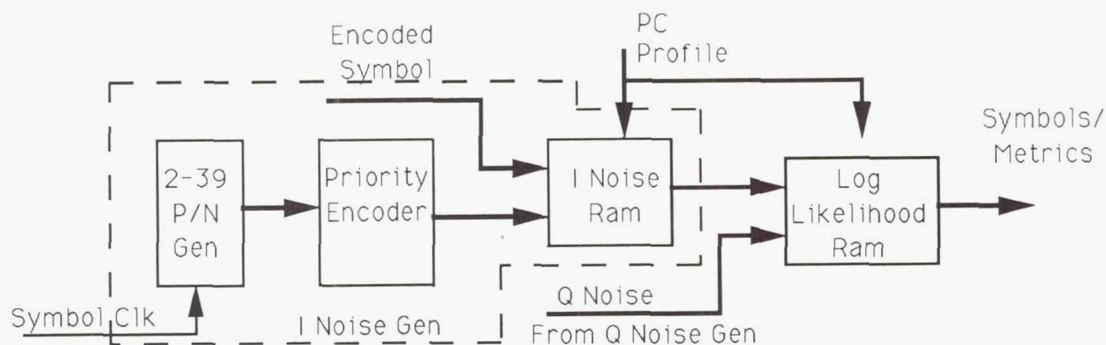 Encoded
Symbol
PC
Profile
Symbols/
Metrics
2-39
P/N
Gen
Priority
Encoder
I Noise
Ram
Log
Likelihood
Ram
Q Noise
From Q Noise Gen
Symbol Clk
I Noise Gen